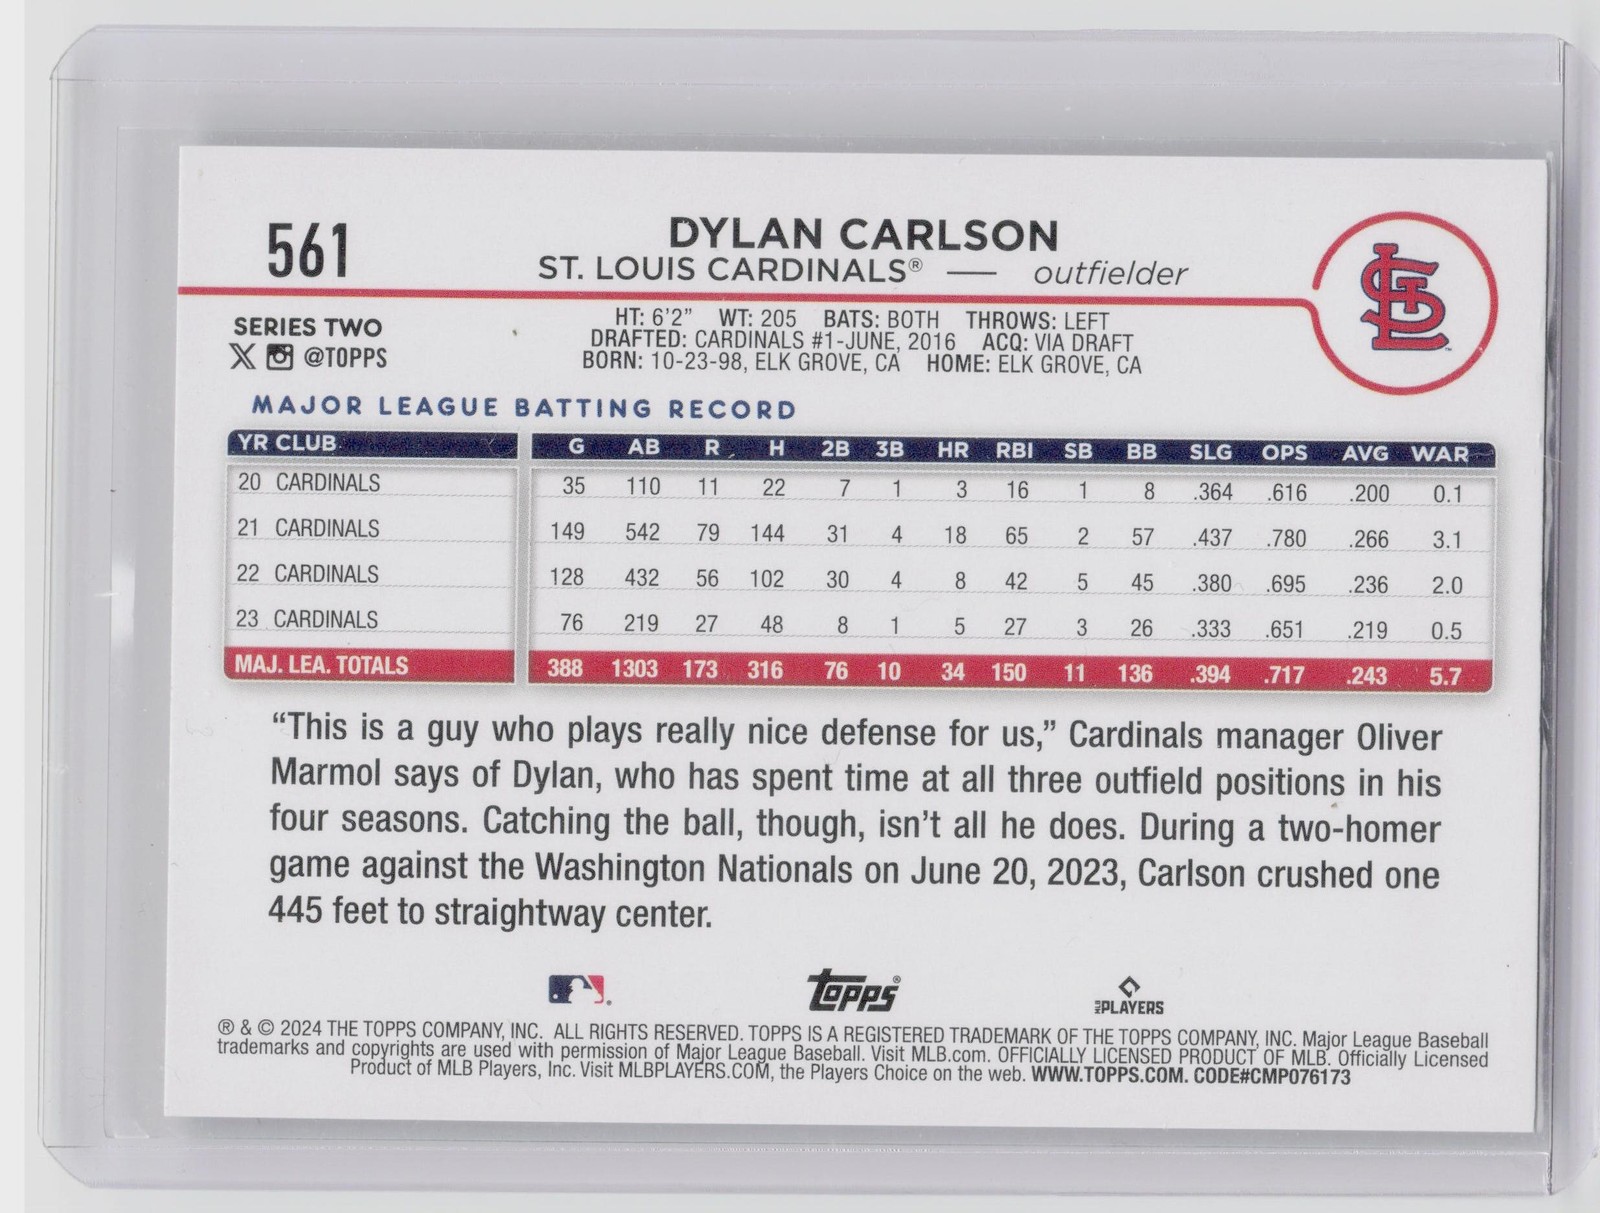 561
DYLAN CARLSON
ST. LOUIS CARDINALS® — outfielder
SERIES TWO
@TOPPS
HT: 6'2” WT: 205 BATS: BOTH THROWS: LEFT
DRAFTED: CARDINALS #1-JUNE, 2016 ACQ: VIA DRAFT
BORN: 10-23-98, ELK GROVE, CA HOME: ELK GROVE, CA
MAJOR LEAGUE BATTING RECORD
YR CLUB G AB R H 2B 3B HR RBI SB BB SLG OPS AVG WAR
20 CARDINALS 35 110 11 22 7 1 3 16 1 8 .364 .616 .200 0.1
21 CARDINALS 149 542 79 144 31 4 18 65 2 57 .437 .780 .266 3.1
22 CARDINALS 128 432 56 102 30 4 8 42 5 45 .380 .695 .236 2.0
23 CARDINALS 76 219 27 48 8 1 5 27 3 26 .333 .651 .219 0.5
MAJ. LEA. TOTALS 388 1303 173 316 76 10 34 150 11 136 .394 .717 .243 5.7
“This is a guy who plays really nice defense for us,” Cardinals manager Oliver
Marmol says of Dylan, who has spent time at all three outfield positions in his
four seasons. Catching the ball, though, isn't all he does. During a two-homer
game against the Washington Nationals on June 20, 2023, Carlson crushed one
445 feet to straightway center.
Topps®
MLB PLAYERS
® & © 2024 THE TOPPS COMPANY, INC. ALL RIGHTS RESERVED. TOPPS IS A REGISTERED TRADEMARK OF THE TOPPS COMPANY, INC. Major League Baseball
trademarks and copyrights are used with permission of Major League Baseball. Visit MLB.com. OFFICIALLY LICENSED PRODUCT OF MLB. Officially Licensed
Product of MLB Players, Inc. Visit MLBPLAYERS.COM, the Players Choice on the web. WWW.TOPPS.COM. CODE#CMP076173